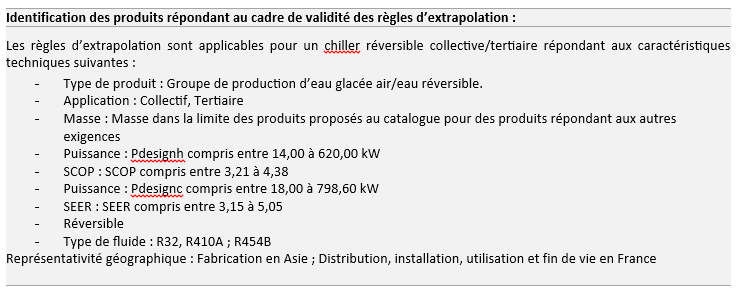 Identification des produits répondant au cadre de validité des règles d’extrapolation :
Les règles d’extrapolation sont applicables pour un chiller réversible collective/tertiaire répondant aux caractéristiques
techniques suivantes :
- Type de produit : Groupe de production d’eau glacée air/eau réversible.
- Application : Collectif, Tertiaire
- Masse : Masse dans la limite des produits proposés au catalogue pour des produits répondant aux autres
exigences
- Puissance : Pdesignh compris entre 14,00 à 620,00 kW
- SCOP : SCOP compris entre 3,21 à 4,38
- Puissance : Pdesignc compris entre 18,00 à 798,60 kW
- SEER : SEER compris entre 3,15 à 5,05
- Réversible
- Type de fluide : R32, R410A ; R454B
Représentativité géographique : Fabrication en Asie ; Distribution, installation, utilisation et fin de vie en France